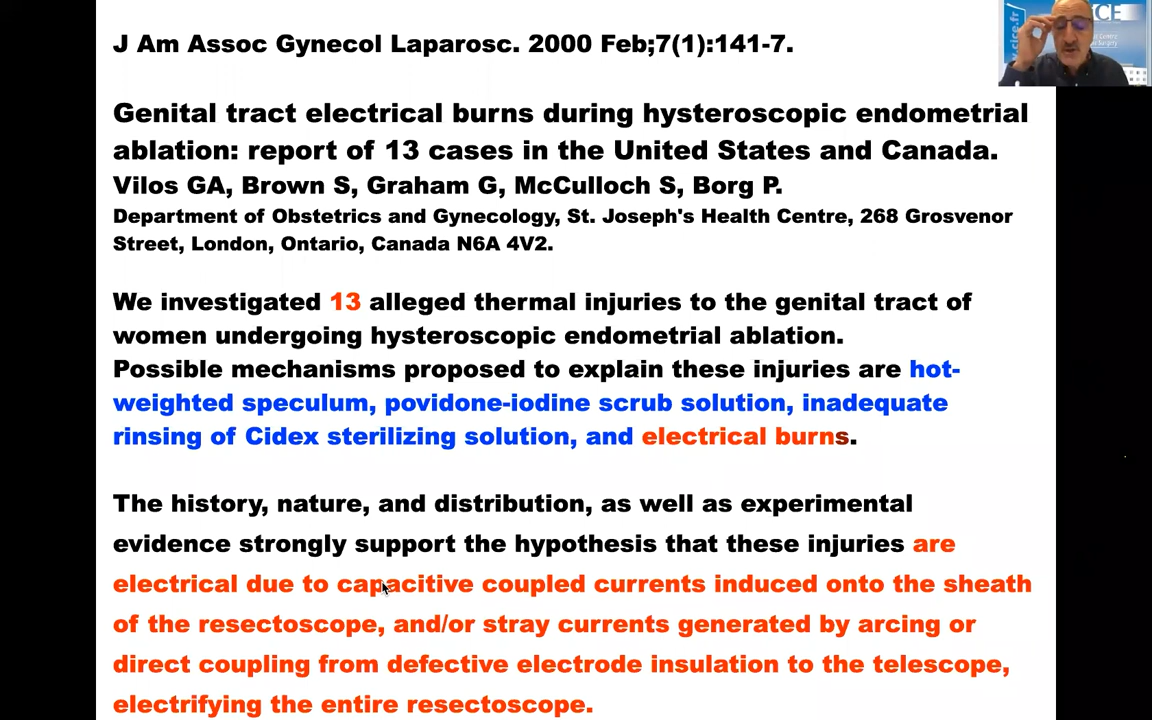 J Am Assoc Gynecol Laparosc. 2000 Feb;7(1):141-7.
Genital tract electrical burns during hysteroscopic endometrial
ablation: report of 13 cases in the United States and Canada.
Vilos GA, Brown S, Graham G, McCulloch S, Borg P.
Department of Obstetrics and Gynecology, St. Joseph's Health Centre, 268 Grosvenor
Street, London, Ontario, Canada N6A 4V2.
We investigated 13 alleged thermal injuries to the genital tract of
women undergoing hysteroscopic endometrial ablation.
Possible mechanisms proposed to explain these injuries are hot-
weighted speculum, povidone-iodine scrub solution, inadequate
rinsing of Cidex sterilizing solution, and electrical burns.
The history, nature, and distribution, as well as experimental
evidence strongly support the hypothesis that these injuries are
electrical due to capacitive coupled currents induced onto the sheath
of the resectoscope, and/or stray currents generated by arcing or
direct coupling from defective electrode insulation to the telescope,
electrifying the entire resectoscope.